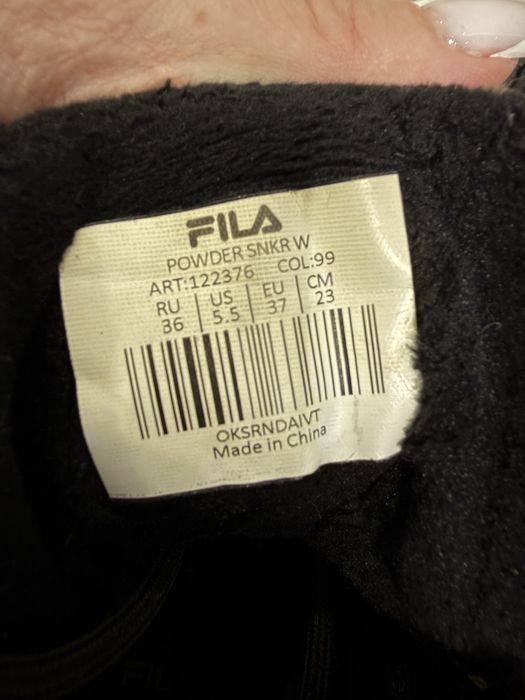 FILA
POWDER SNKR W
ART:122376 COL:99
RU US EU CM
36 5.5 37 23
OKSRNDAIVT
Made in China